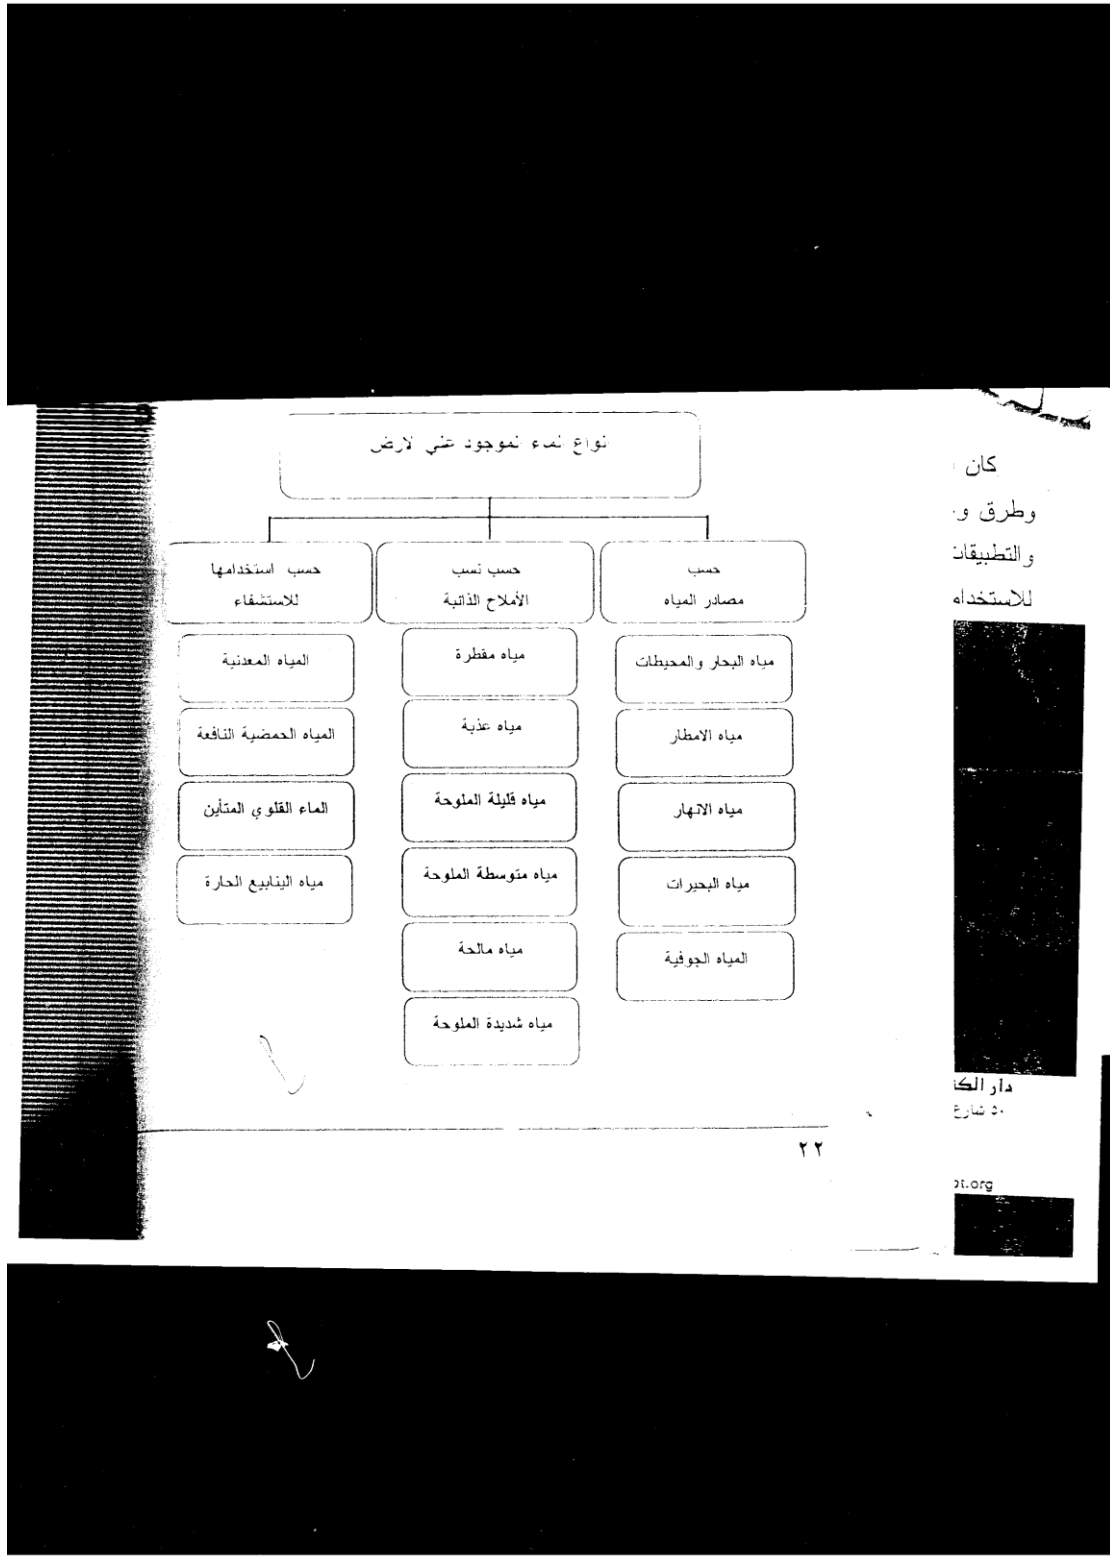 أنواع الماء الموجود على الارض
حسب
مصادر المياه
مياه البحار والمحيطات
مياه الامطار
مياه الانهار
مياه البحيرات
المياه الجوفية
حسب نسب
الأملاح الذائبة
مياه مقطرة
مياه عذبة
مياه قليلة الملوحة
مياه متوسطة الملوحة
مياه مالحة
مياه شديدة الملوحة
حسب استخدامها
للاستشفاء
المياه المعدنية
المياه الحمضية النافعة
الماء القلوي المتأين
مياه الينابيع الحارة
٢٢
كان
وطرق و
والتطبيقات
للاستخدام
دار الكت
٥٠ شارع
pt.org